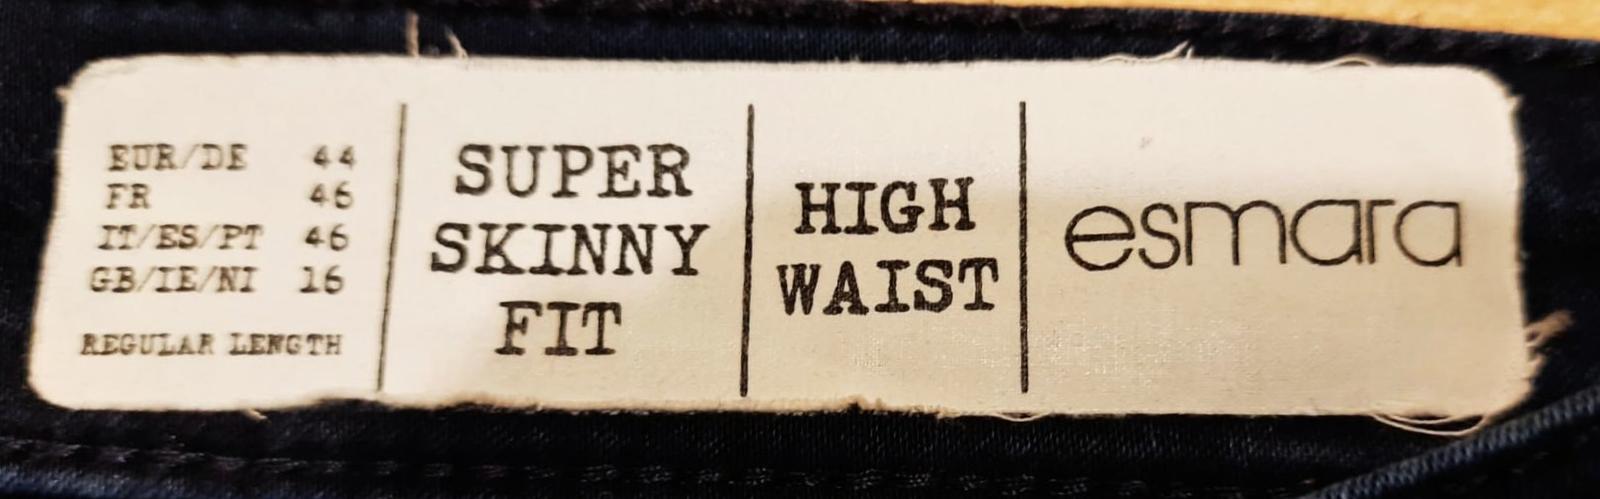 EUR/DE 44
FR 46
IT/ES/PT 46
GB/IE/NI 16
REGULAR LENGTH
SUPER
SKINNY
FIT
HIGH
WAIST
esmara